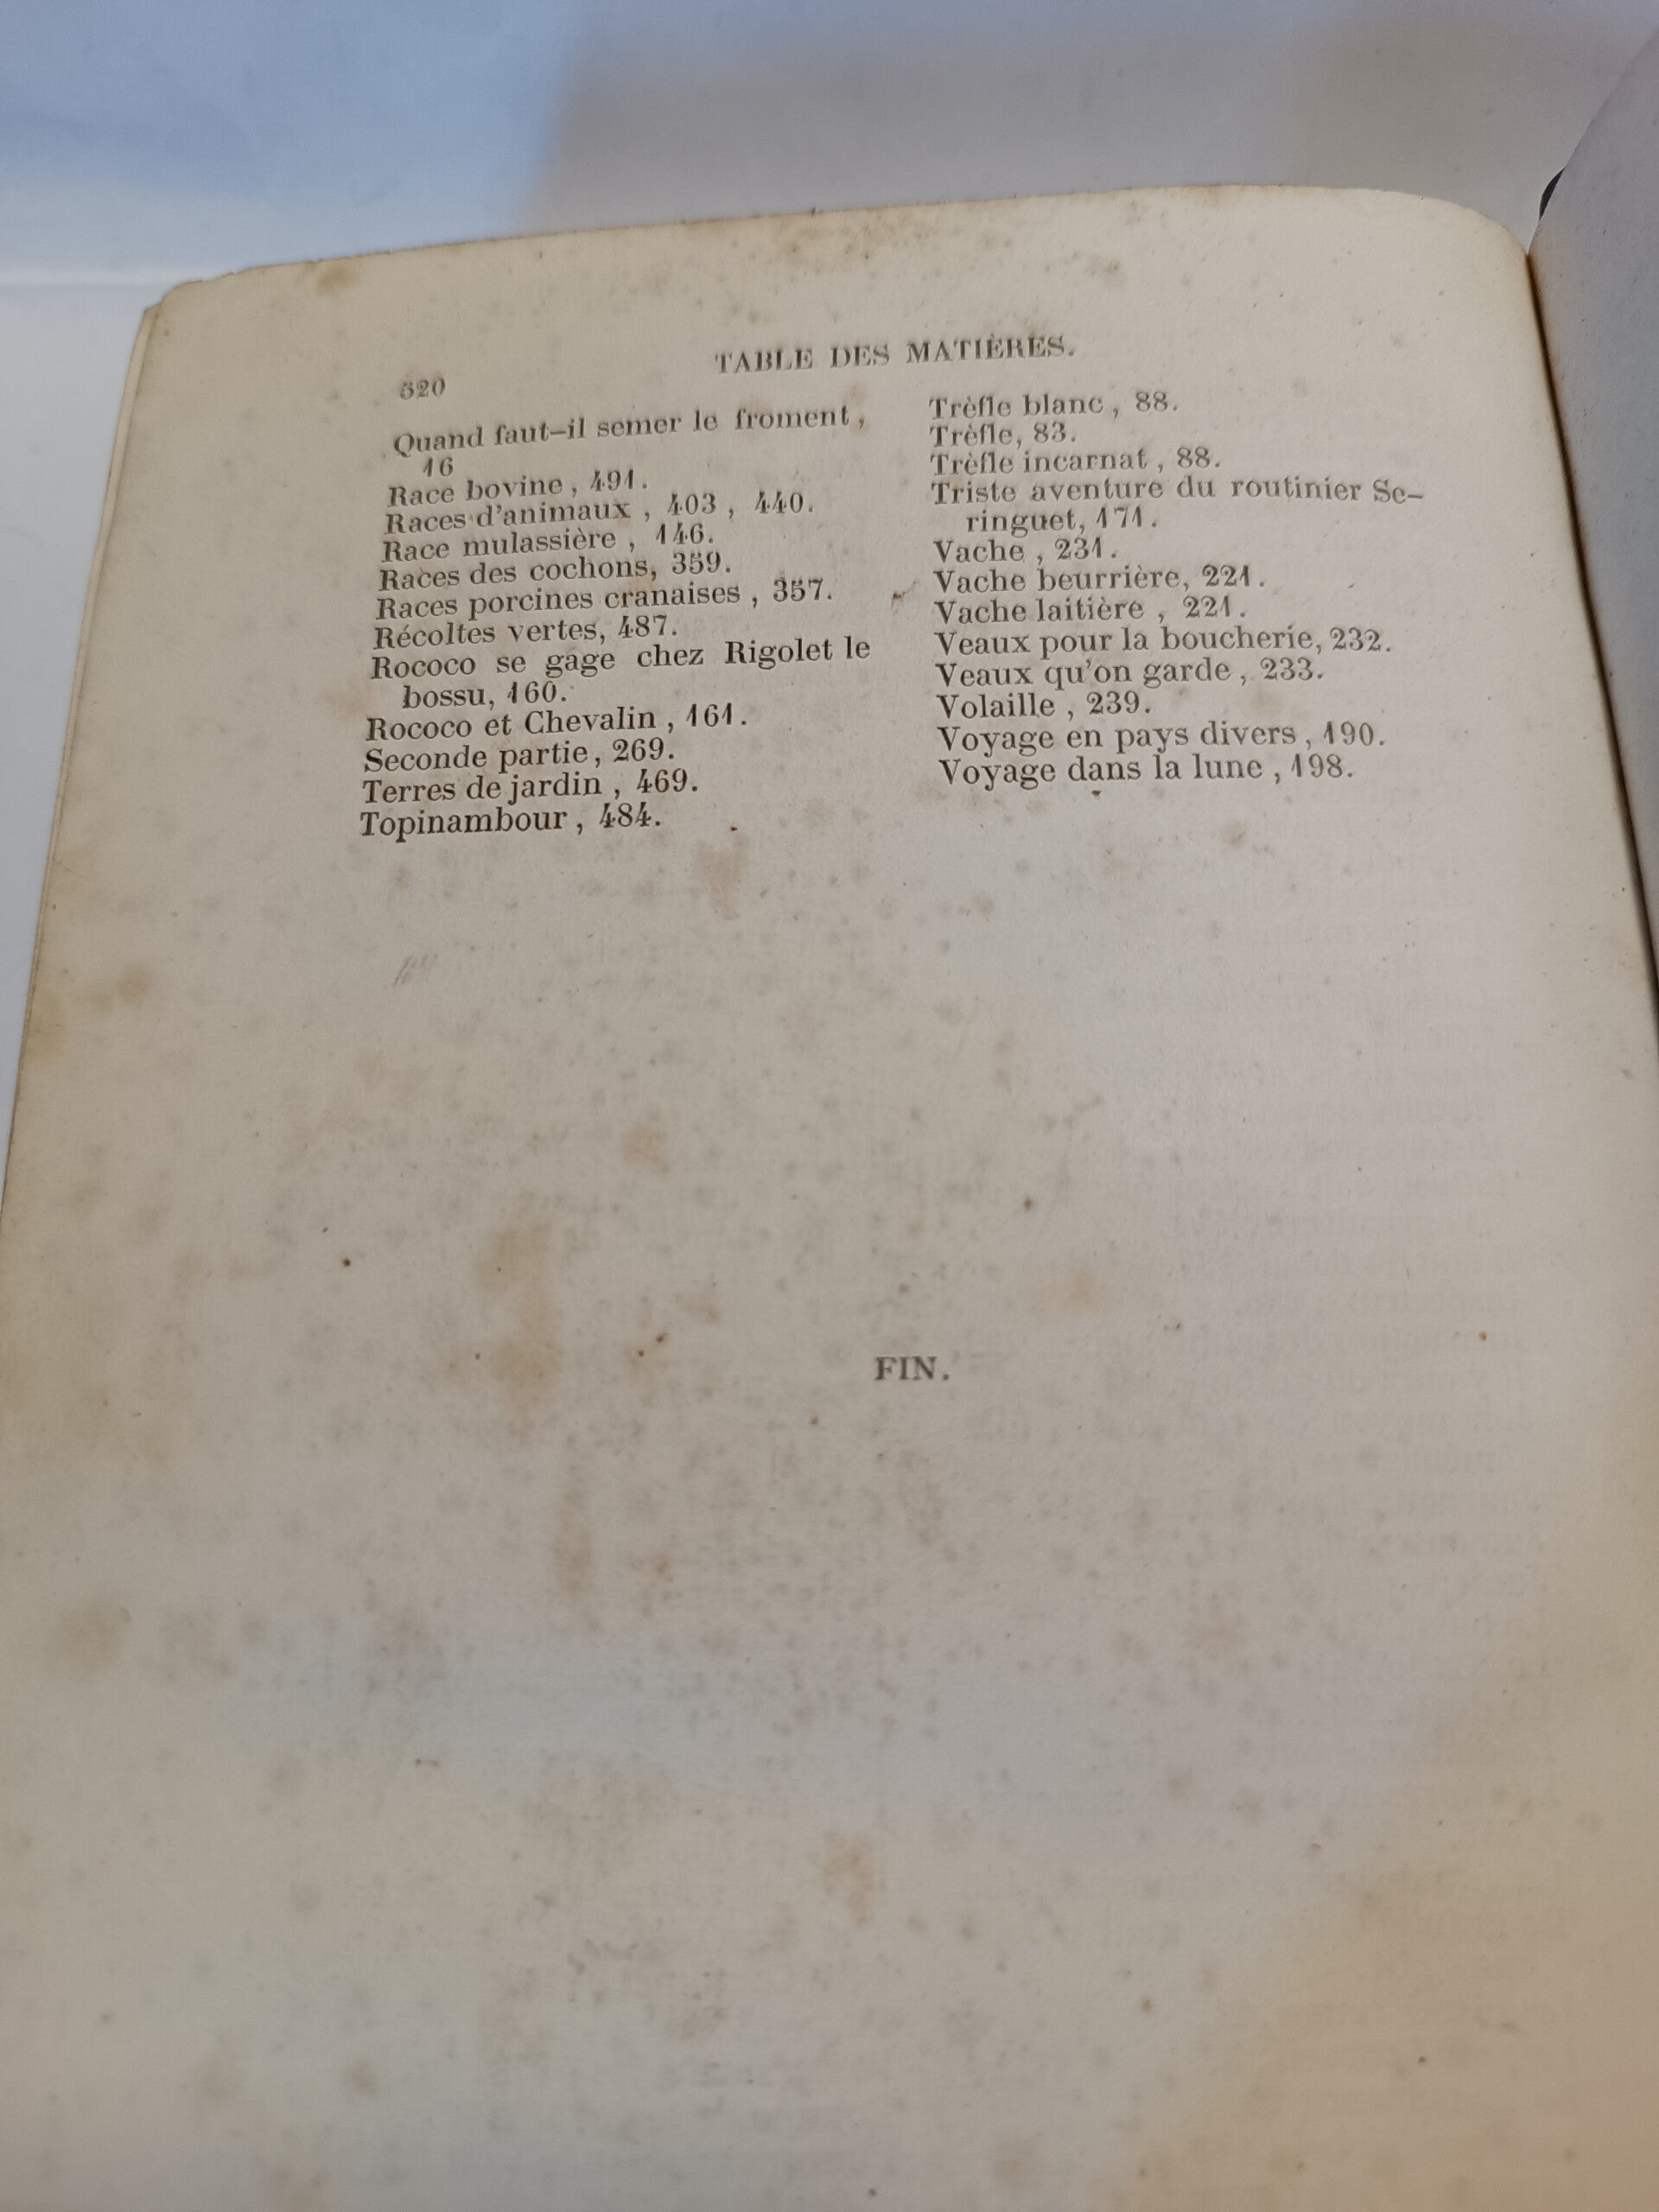 TABLE DES MATIÈRES.
520
Quand faut-il semer le froment,
16
Race bovine, 491.
Races d'animaux, 403, 440.
Race mulassière, 146.
Races des cochons, 359.
Races porcines cranaises, 357.
Récoltes vertes, 487.
Rococo se gage chez Rigolet le
bossu, 160.
Rococo et Chevalin, 161.
Seconde partie, 269.
Terres de jardin, 469.
Topinambour, 484.
Trèfle blanc, 88.
Trèfle, 83.
Trèfle incarnat, 88.
Triste aventure du routinier Se-
ringuet, 171.
Vache, 231.
Vache beurrière, 221.
Vache laitière, 221.
Veaux pour la boucherie, 232.
Veaux qu'on garde, 233.
Volaille, 239.
Voyage en pays divers, 190.
Voyage dans la lune, 198.
FIN.